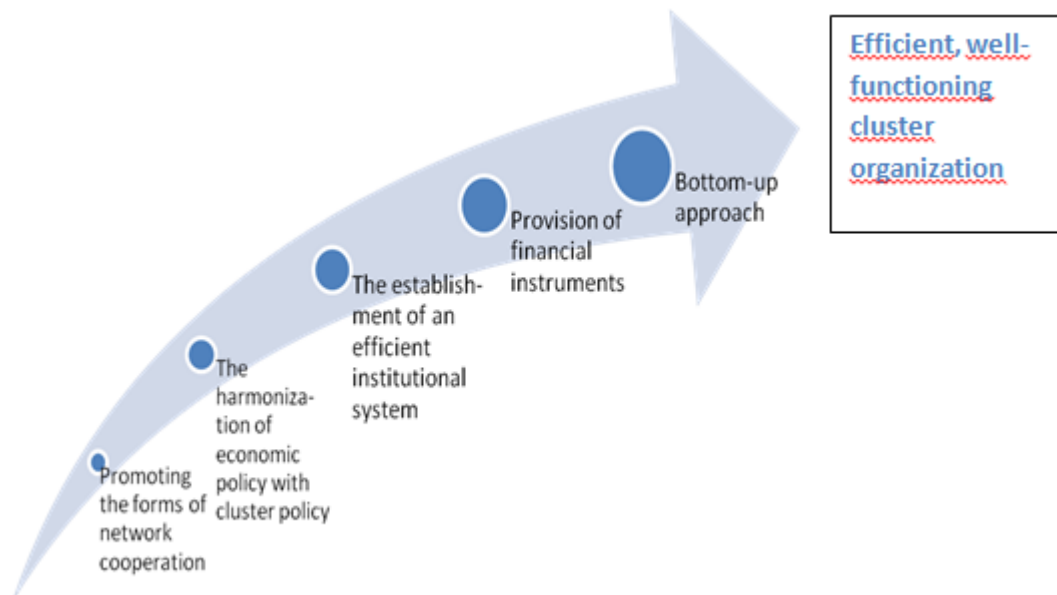 Efficient, well-
functioning
cluster
organization
Bottom-up
approach
Provision of
financial
instruments
The establish-
ment of an
efficient
institutional
system
The
harmoniza-
tion of
economic
policy with
cluster policy
Promoting
the forms of
network
cooperation